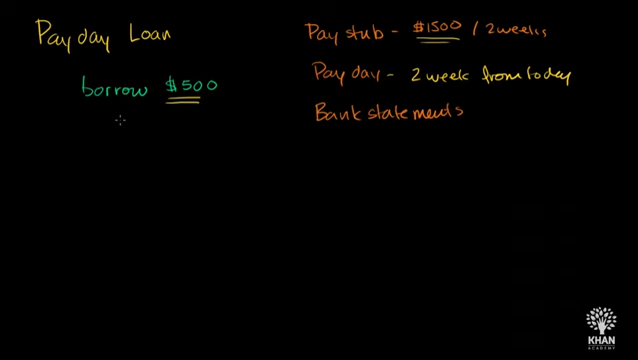 Payday Loan
borrow $500
Pay stub - $1500 / 2 weeks
Pay day - 2 week from today
Bank statements
KHAN
ACADEMY